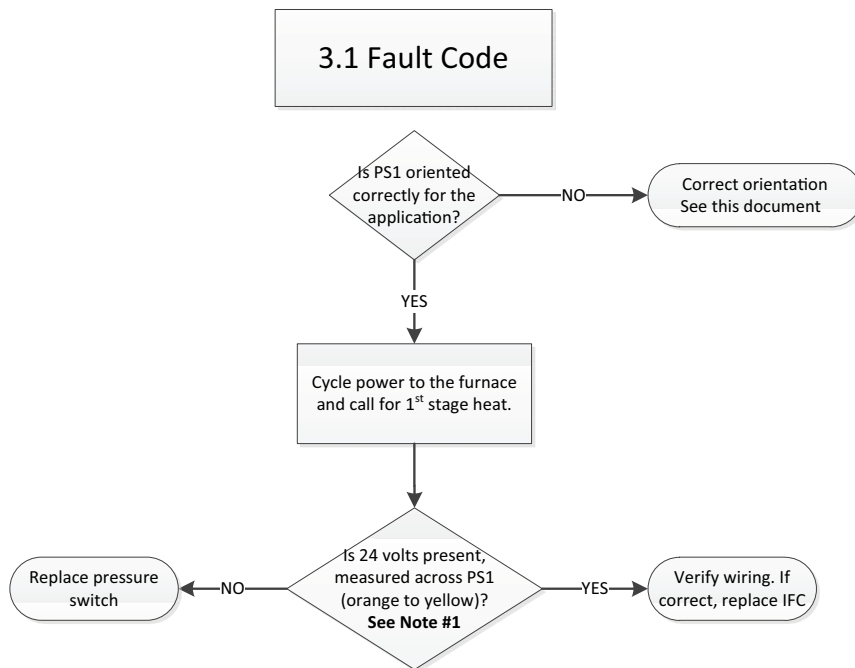 3.1 Fault Code
Is PS1 oriented
correctly for the
application?
NO
Correct orientation
See this document
YES
Cycle power to the furnace
and call for 1st stage heat.
Is 24 volts present,
measured across PS1
(orange to yellow)?
See Note #1
NO
Replace pressure
switch
YES
Verify wiring. If
correct, replace IFC